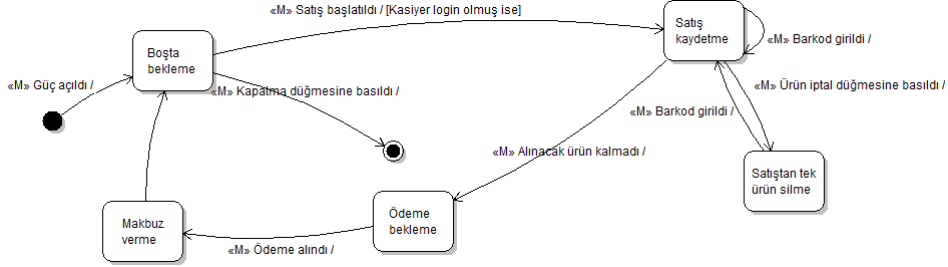 «M» Satış başlatıldı / [Kasiyer login olmuş ise]
Satış
kaydetme
«M» Barkod girildi /
Boşta
bekleme
«M» Güç açıldı /
«M» Kapatma düğmesine basıldı /
«M» Ürün iptal düğmesine basıldı /
«M» Barkod girildi /
«M» Alınacak ürün kalmadı /
Satıştan tek
ürün silme
Makbuz
verme
Ödeme
bekleme
«M» Ödeme alındı /